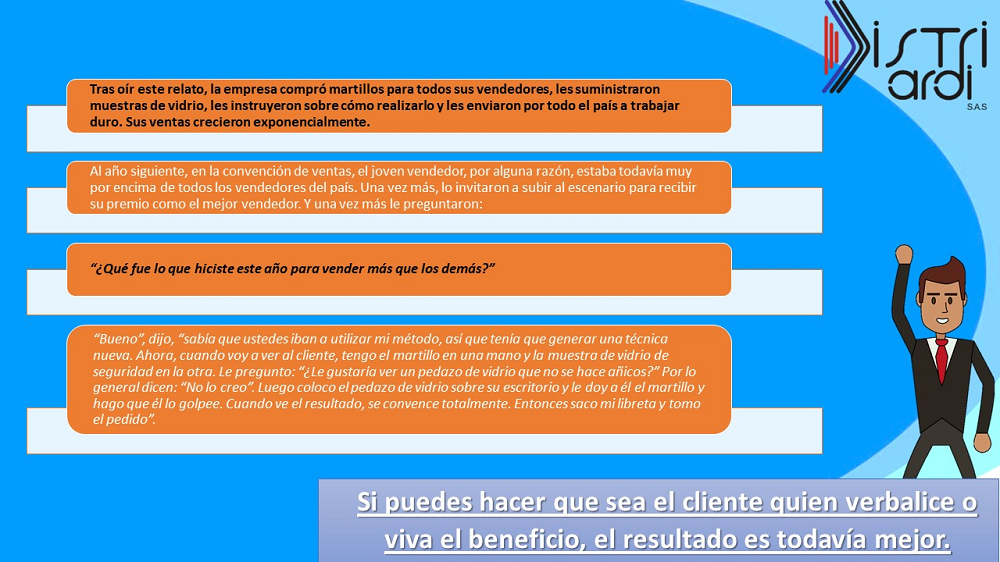 Distri
ardi
S.A.S
Tras oír este relato, la empresa compró martillos para todos sus vendedores, les suministraron
muestras de vidrio, les instruyeron sobre cómo realizarlo y les enviaron por todo el país a trabajar
duro. Sus ventas crecieron exponencialmente.
Al año siguiente, en la convención de ventas, el joven vendedor, por alguna razón, estaba todavía muy
por encima de todos los vendedores del país. Una vez más, lo invitaron a subir al escenario para recibir
su premio como el mejor vendedor. Y una vez más le preguntaron:
“¿Qué fue lo que hiciste este año para vender más que los demás?”
“Bueno”, dijo, “sabía que ustedes iban a utilizar mi método, así que tenía que generar una técnica
nueva. Ahora, cuando voy a ver al cliente, tengo el martillo en una mano y la muestra de vidrio de
seguridad en la otra. Le pregunto: “¿Le gustaría ver un pedazo de vidrio que no se hace añicos?” Por lo
general dicen: “No lo creo”. Luego coloco el pedazo de vidrio sobre su escritorio y le doy a él el martillo y
hago que él lo golpee. Cuando ve el resultado, se convence totalmente. Entonces saco mi libreta y tomo
el pedido”.
Si puedes hacer que sea el cliente quien verbalice o
viva el beneficio, el resultado es todavía mejor.